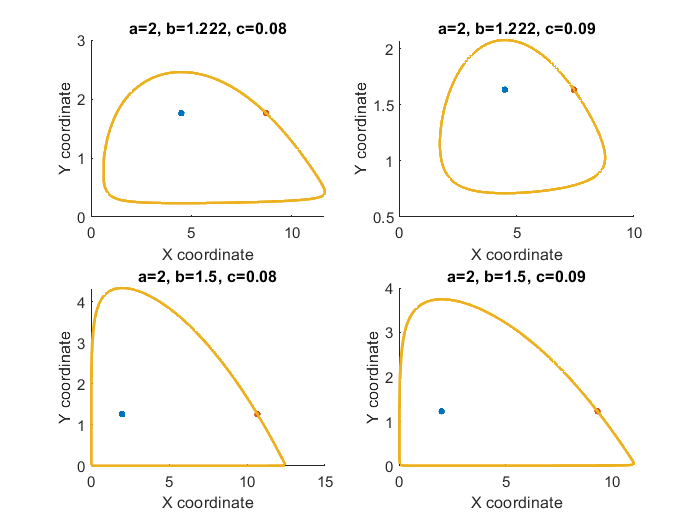 a=2, b=1.222, c=0.08
3
2
1
0
0
5
10
Y coordinate
X coordinate
a=2, b=1.222, c=0.09
2
1.5
1
0.5
0
5
10
Y coordinate
X coordinate
a=2, b=1.5, c=0.08
4
3
2
1
0
0
5
10
15
Y coordinate
X coordinate
a=2, b=1.5, c=0.09
4
3
2
1
0
0
5
10
Y coordinate
X coordinate